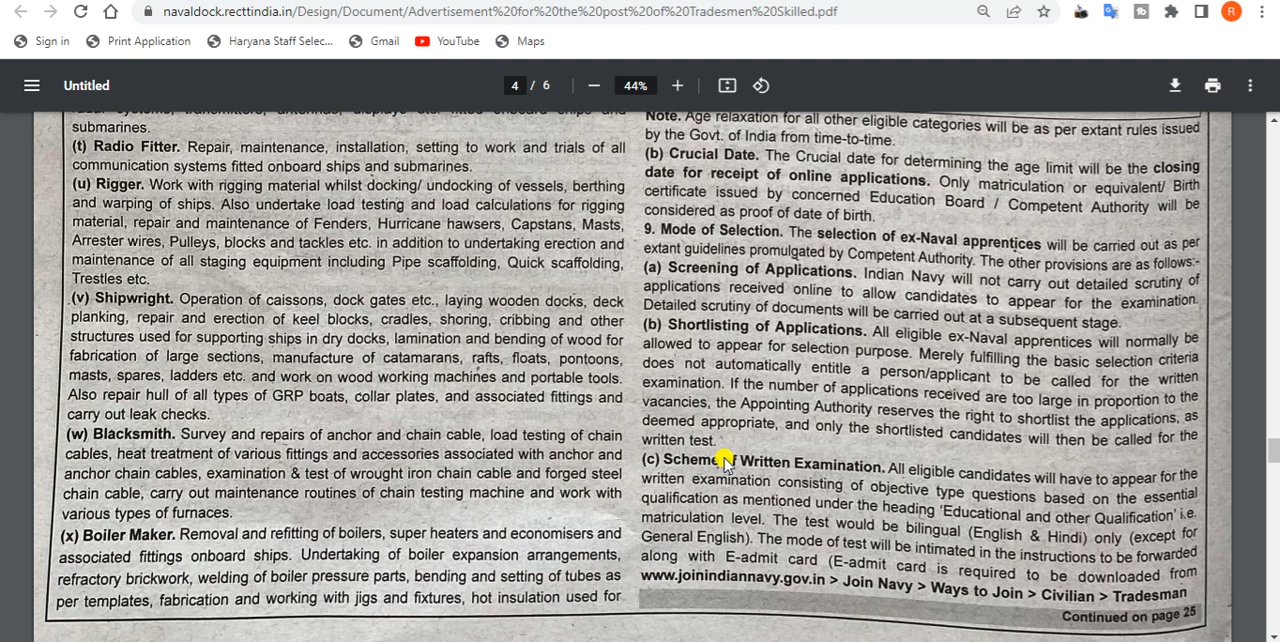 navaldock.recttindia.in/Design/Document/Advertisement%20for%20the%20post%20of%20Tradesmen%20Skilled.pdf
R
Sign in
Print Application
Haryana Staff Selec...
Gmail
YouTube
Maps
Untitled
4 / 6
44%
submarines.
(t) Radio Fitter. Repair, maintenance, installation, setting to work and trials of all
communication systems fitted onboard ships and submarines.
(u) Rigger. Work with rigging material whilst docking/ undocking of vessels, berthing
and warping of ships. Also undertake load testing and load calculations for rigging
material, repair and maintenance of Fenders, Hurricane hawsers, Capstans, Masts,
Arrester wires, Pulleys, blocks and tackles etc. in addition to undertaking erection and
maintenance of all staging equipment including Pipe scaffolding, Quick scaffolding,
Trestles etc.
(v) Shipwright. Operation of caissons, dock gates etc., laying wooden docks, deck
planking, repair and erection of keel blocks, cradles, shoring, cribbing and other
structures used for supporting ships in dry docks, lamination and bending of wood for
fabrication of large sections, manufacture of catamarans, rafts, floats, pontoons,
masts, spares, ladders etc. and work on wood working machines and portable tools.
Also repair hull of all types of GRP boats, collar plates, and associated fittings and
carry out leak checks.
(w) Blacksmith. Survey and repairs of anchor and chain cable, load testing of chain
cables, heat treatment of various fittings and accessories associated with anchor and
anchor chain cables, examination & test of wrought iron chain cable and forged steel
chain cable, carry out maintenance routines of chain testing machine and work with
various types of furnaces.
(x) Boiler Maker. Removal and refitting of boilers, super heaters and economisers and
associated fittings onboard ships. Undertaking of boiler expansion arrangements,
refractory brickwork, welding of boiler pressure parts, bending and setting of tubes as
per templates, fabrication and working with jigs and fixtures, hot insulation used for
Note. Age relaxation for all other eligible categories will be as per extant rules issued
by the Govt. of India from time-to-time.
(b) Crucial Date. The Crucial date for determining the age limit will be the closing
date for receipt of online applications. Only matriculation or equivalent/ Birth
certificate issued by concerned Education Board / Competent Authority will be
considered as proof of date of birth.
9. Mode of Selection. The selection of ex-Naval apprentices will be carried out as per
extant guidelines promulgated by Competent Authority. The other provisions are as follows:-
(a) Screening of Applications. Indian Navy will not carry out detailed scrutiny of
applications received online to allow candidates to appear for the examination.
Detailed scrutiny of documents will be carried out at a subsequent stage.
(b) Shortlisting of Applications. All eligible ex-Naval apprentices will normally be
allowed to appear for selection purpose. Merely fulfilling the basic selection criteria
does not automatically entitle a person/applicant to be called for the written
examination. If the number of applications received are too large in proportion to the
vacancies, the Appointing Authority reserves the right to shortlist the applications, as
deemed appropriate, and only the shortlisted candidates will then be called for the
written test.
(c) Scheme of Written Examination. All eligible candidates will have to appear for the
written examination consisting of objective type questions based on the essential
qualification as mentioned under the heading 'Educational and other Qualification' i.e.
matriculation level. The test would be bilingual (English & Hindi) only (except for
General English). The mode of test will be intimated in the instructions to be forwarded
along with E-admit card (E-admit card is required to be downloaded from
www.joinindiannavy.gov.in > Join Navy > Ways to Join > Civilian > Tradesman
Continued on page 25